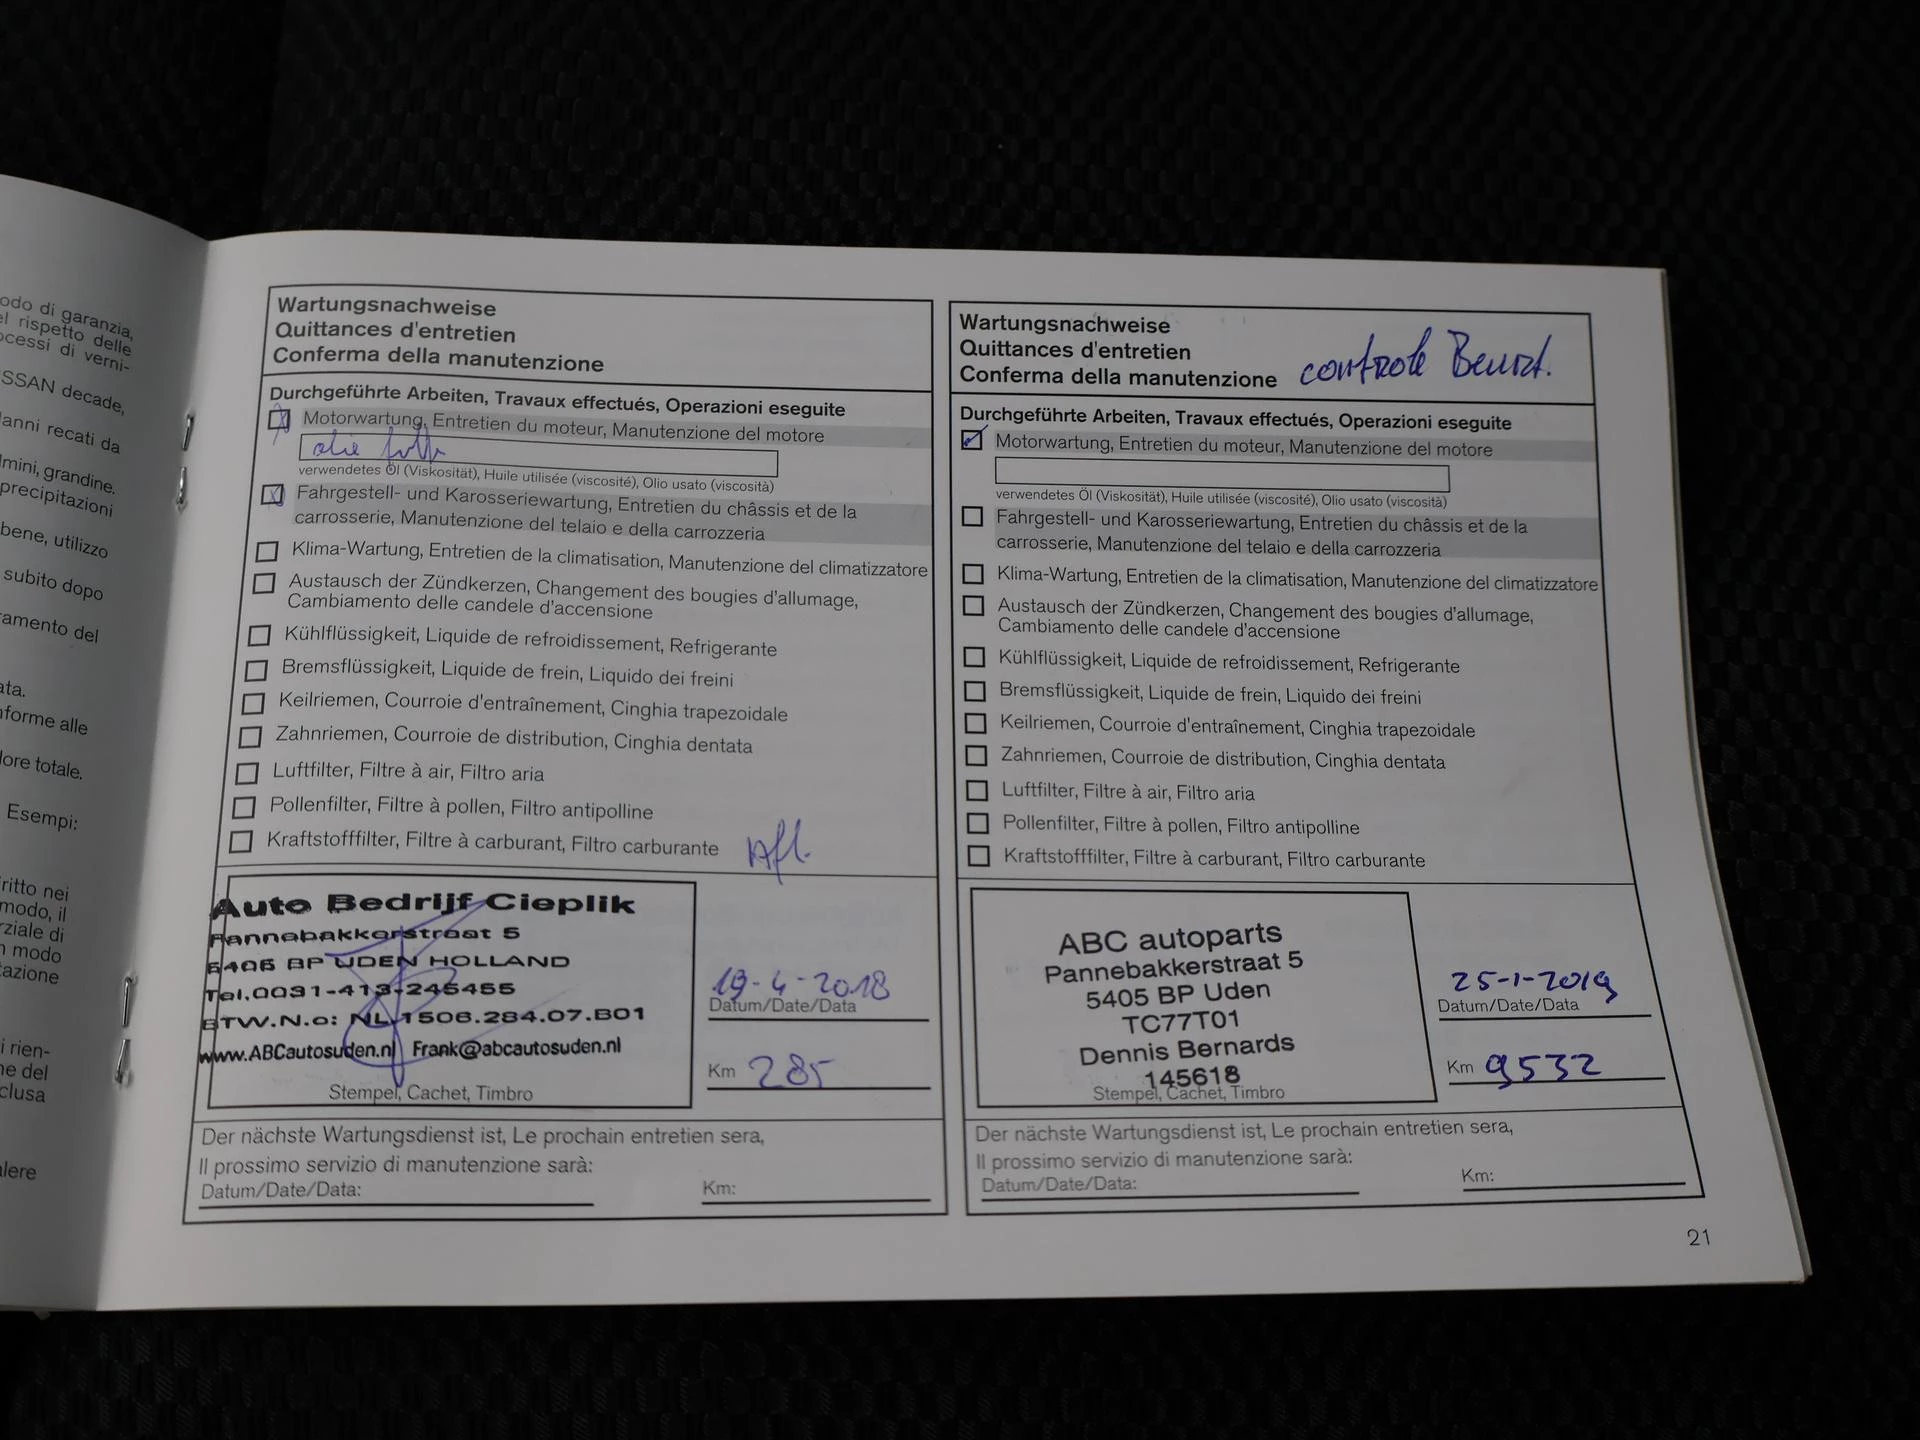 odo di garanzia,
el rispetto delle
ocessi di verni-
SSAN decade,
lanni recati da
lmini, grandine.
precipitazioni
bene, utilizzo
subito dopo
amento del
ata.
nforme alle
lore totale.
Esempi:
iritto nei
modo, il
rziale di
n modo
tazione
i rien-
ne del
clusa
alere
Wartungsnachweise
Quittances d'entretien
Conferma della manutenzione
Durchgeführte Arbeiten, Travaux effectués, Operazioni eseguite
Motorwartung, Entretien du moteur, Manutenzione del motore
olie
verwendetes Öl (Viskosität), Huile utilisée (viscosité), Olio usato (viscosità)
Fahrgestell- und Karosseriewartung, Entretien du châssis et de la
carrosserie, Manutenzione del telaio e della carrozzeria
Klima-Wartung, Entretien de la climatisation, Manutenzione del climatizzatore
Austausch der Zündkerzen, Changement des bougies d'allumage,
Cambiamento delle candele d'accensione
Kühlflüssigkeit, Liquide de refroidissement, Refrigerante
Bremsflüssigkeit, Liquide de frein, Liquido dei freini
Keilriemen, Courroie d'entraînement, Cinghia trapezoidale
Zahnriemen, Courroie de distribution, Cinghia dentata
Luftfilter, Filtre à air, Filtro aria
Pollenfilter, Filtre à pollen, Filtro antipolline
Kraftstofffilter, Filtre à carburant, Filtro carburante Afl.
Auto Bedrijf Cieplik
Pannebakkerstraat 5
5406 BP UDEN HOLLAND
Tel.0031-413-245455
BTW.N.o: NL 1506.284.07.B01
www.ABCautosuden.nl Frank@abcautosuden.nl
Stempel, Cachet, Timbro
19-4-2018
Datum/Date/Data
Km 285
Der nächste Wartungsdienst ist, Le prochain entretien sera,
Il prossimo servizio di manutenzione sarà:
Datum/Date/Data: Km:
Wartungsnachweise
Quittances d'entretien
Conferma della manutenzione controle Beurt.
Durchgeführte Arbeiten, Travaux effectués, Operazioni eseguite
Motorwartung, Entretien du moteur, Manutenzione del motore
verwendetes Öl (Viskosität), Huile utilisée (viscosité), Olio usato (viscosità)
Fahrgestell- und Karosseriewartung, Entretien du châssis et de la
carrosserie, Manutenzione del telaio e della carrozzeria
Klima-Wartung, Entretien de la climatisation, Manutenzione del climatizzatore
Austausch der Zündkerzen, Changement des bougies d'allumage,
Cambiamento delle candele d'accensione
Kühlflüssigkeit, Liquide de refroidissement, Refrigerante
Bremsflüssigkeit, Liquide de frein, Liquido dei freini
Keilriemen, Courroie d'entraînement, Cinghia trapezoidale
Zahnriemen, Courroie de distribution, Cinghia dentata
Luftfilter, Filtre à air, Filtro aria
Pollenfilter, Filtre à pollen, Filtro antipolline
Kraftstofffilter, Filtre à carburant, Filtro carburante
ABC autoparts
Pannebakkerstraat 5
5405 BP Uden
TC77T01
Dennis Bernards
145618
Stempel, Cachet, Timbro
25-1-2019
Datum/Date/Data
Km 9532
Der nächste Wartungsdienst ist, Le prochain entretien sera,
Il prossimo servizio di manutenzione sarà:
Datum/Date/Data: Km:
21